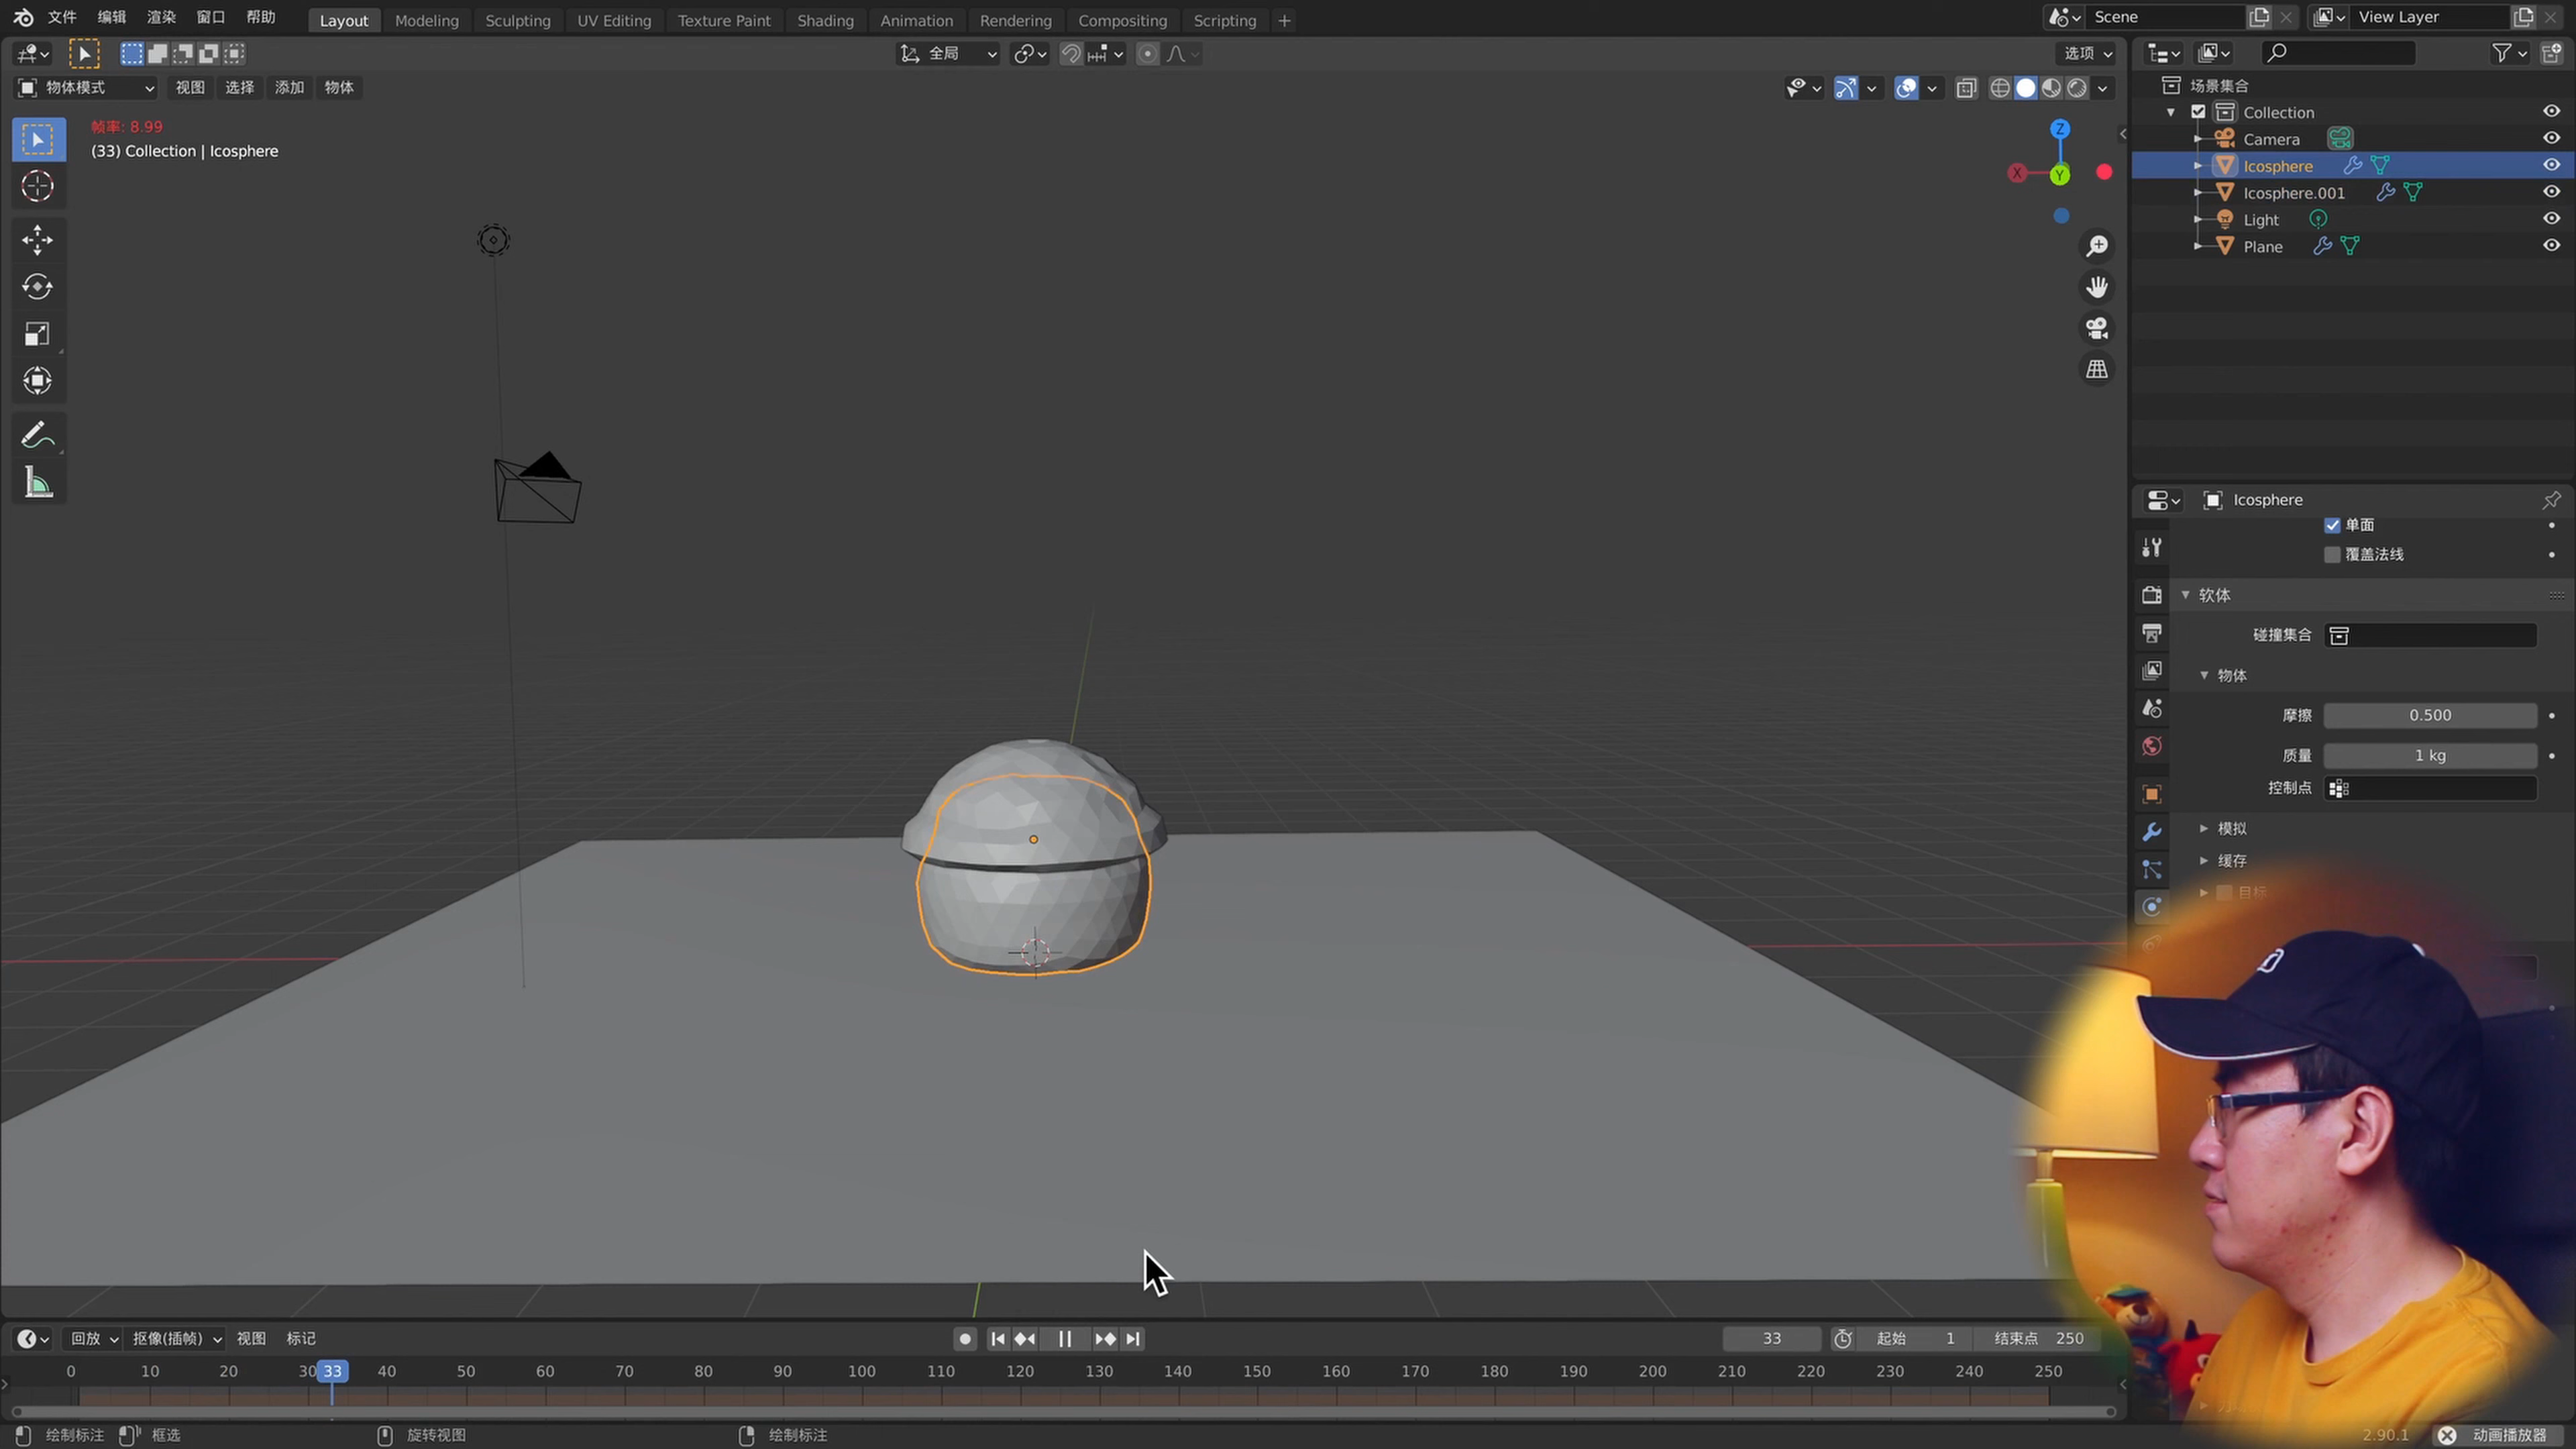 文件 编辑 渲染 窗口 帮助 Layout Modeling Sculpting UV Editing Texture Paint Shading Animation Rendering Compositing Scripting + Scene View Layer
全局 选项
物体模式 视图 选择 添加 物体
帧率: 8.99
(33) Collection | Icosphere
Z
X
Y
场景集合
Collection
Camera
Icosphere
Icosphere.001
Light
Plane
Icosphere
单面
覆盖法线
软体
碰撞集合
物体
摩擦 0.500
质量 1 kg
控制点
模拟
缓存
目标
回放 抠像(插帧) 视图 标记 33 起始 1 结束点 250
0 10 20 30 33 40 50 60 70 80 90 100 110 120 130 140 150 160 170 180 190 200 210 220 230 240 250
绘制标注 框选 旋转视图 绘制标注 2.90.1 动画播放器